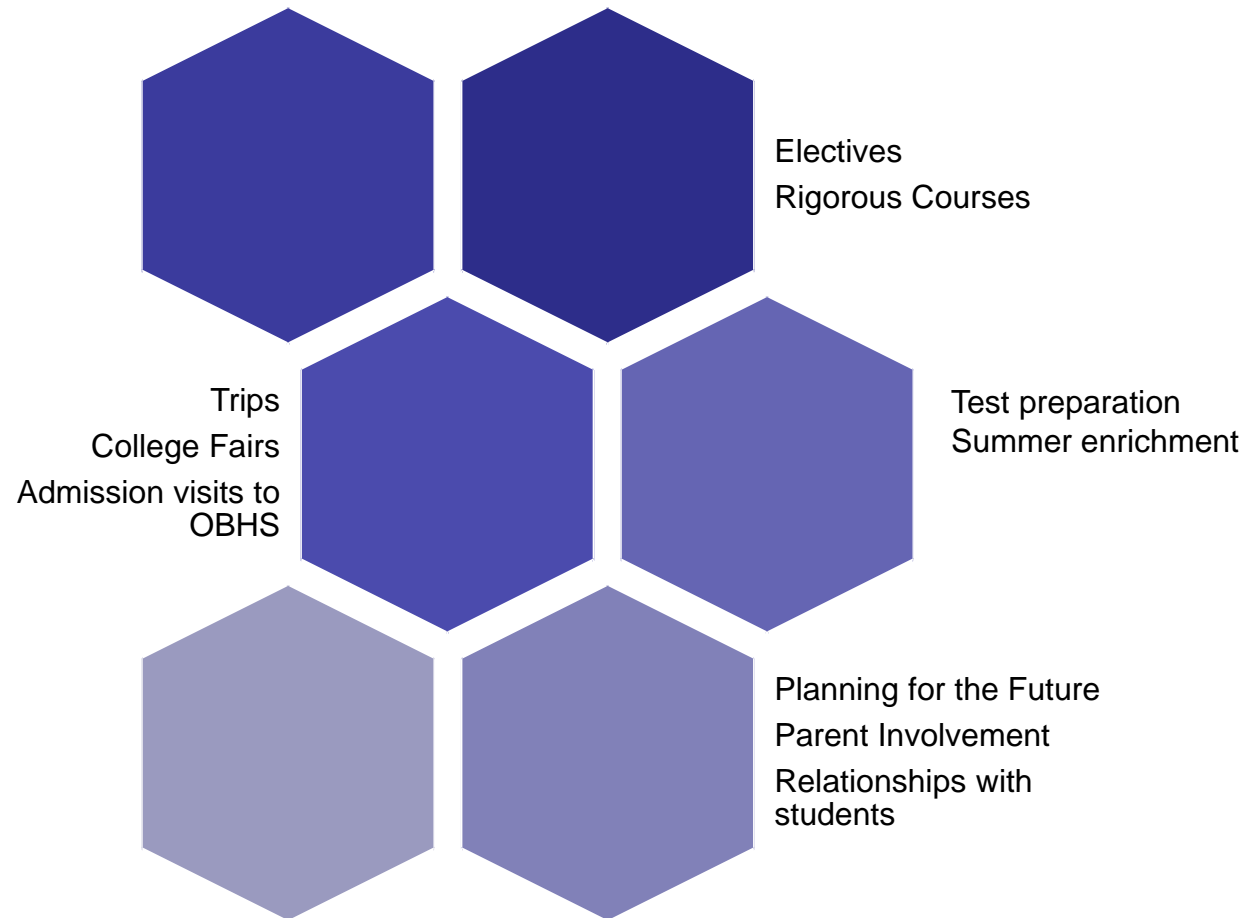 Electives
Rigorous Courses
Trips
College Fairs
Admission visits to
OBHS
Test preparation
Summer enrichment
Planning for the Future
Parent Involvement
Relationships with
students